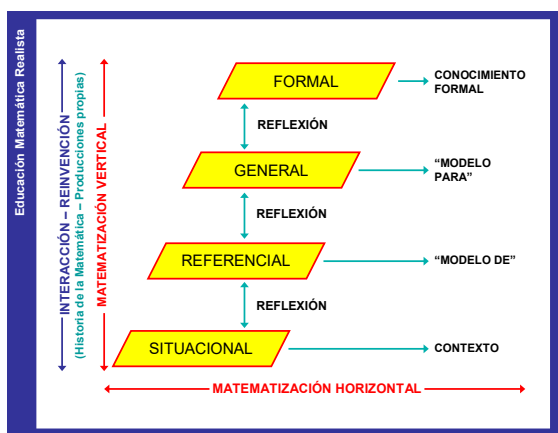 Educación Matemática Realista
INTERACCIÓN – REINVENCIÓN
(Historia de la Matemática – Producciones propias)
MATEMATIZACIÓN VERTICAL
FORMAL
CONOCIMIENTO
FORMAL
REFLEXIÓN
GENERAL
“MODELO
PARA”
REFLEXIÓN
REFERENCIAL
“MODELO DE”
REFLEXIÓN
SITUACIONAL
CONTEXTO
MATEMATIZACIÓN HORIZONTAL